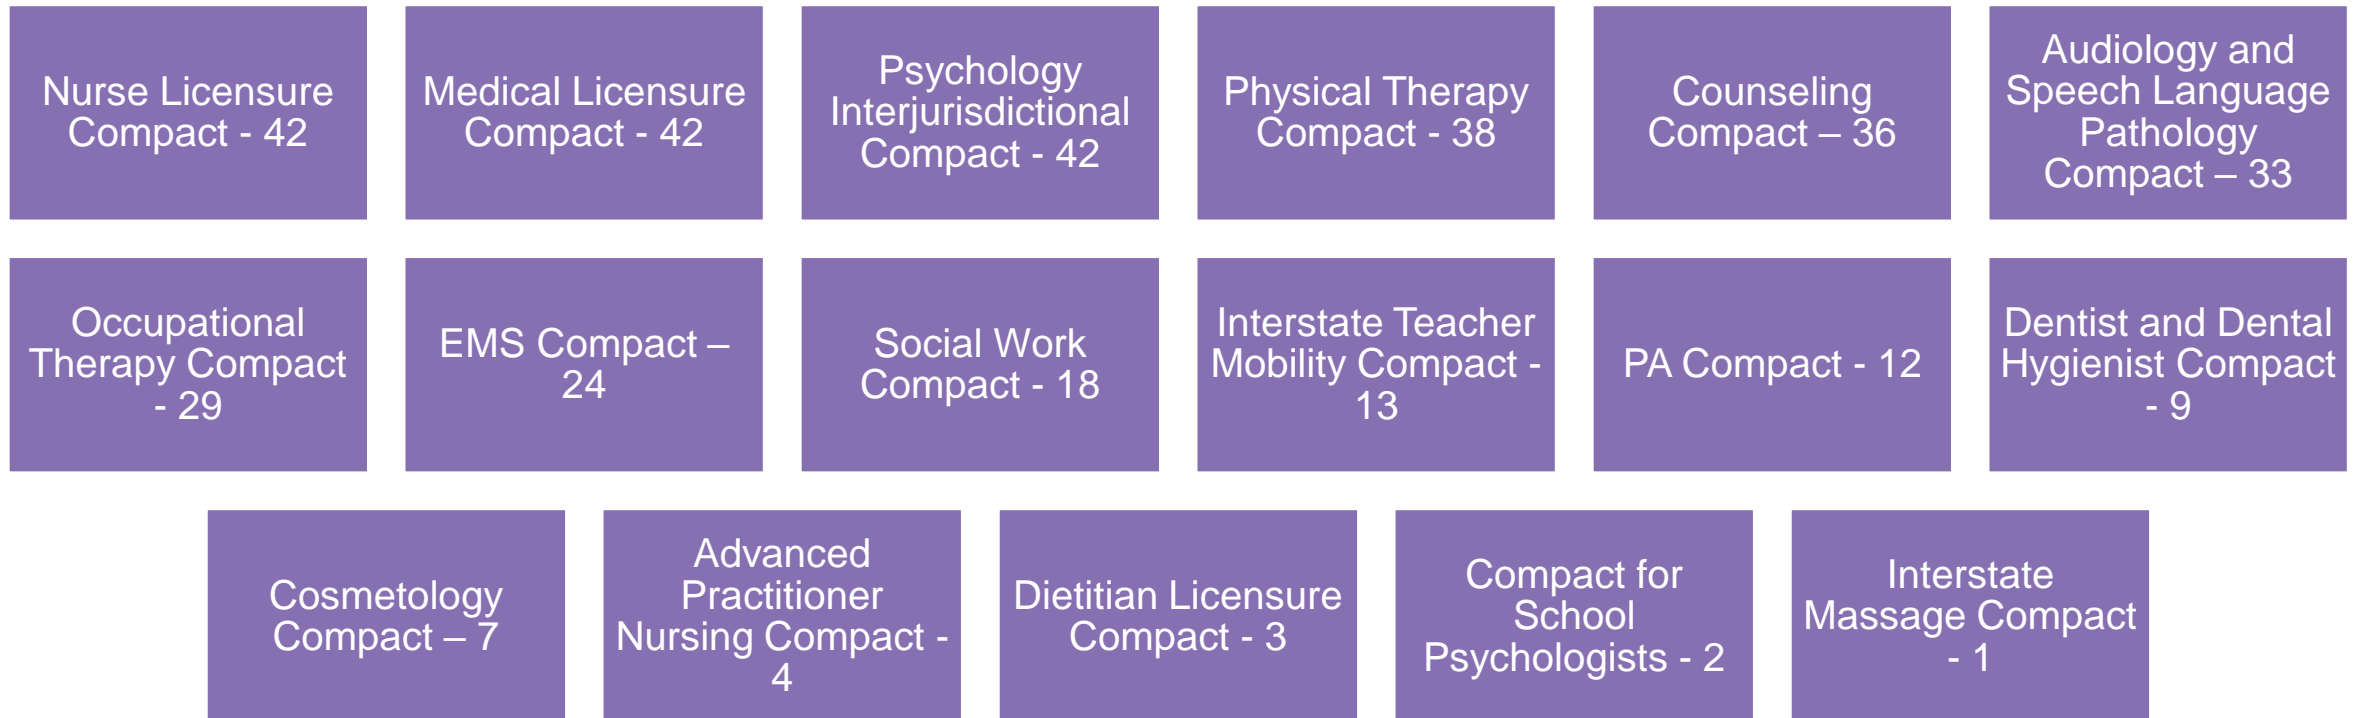 Nurse Licensure
Compact - 42
Medical Licensure
Compact - 42
Psychology
Interjurisdictional
Compact - 42
Physical Therapy
Compact - 38
Counseling
Compact – 36
Audiology and
Speech Language
Pathology
Compact – 33
Occupational
Therapy Compact
- 29
EMS Compact –
24
Social Work
Compact - 18
Interstate Teacher
Mobility Compact -
13
PA Compact - 12
Dentist and Dental
Hygienist Compact
- 9
Cosmetology
Compact – 7
Advanced
Practitioner
Nursing Compact -
4
Dietitian Licensure
Compact - 3
Compact for
School
Psychologists - 2
Interstate
Massage Compact
- 1